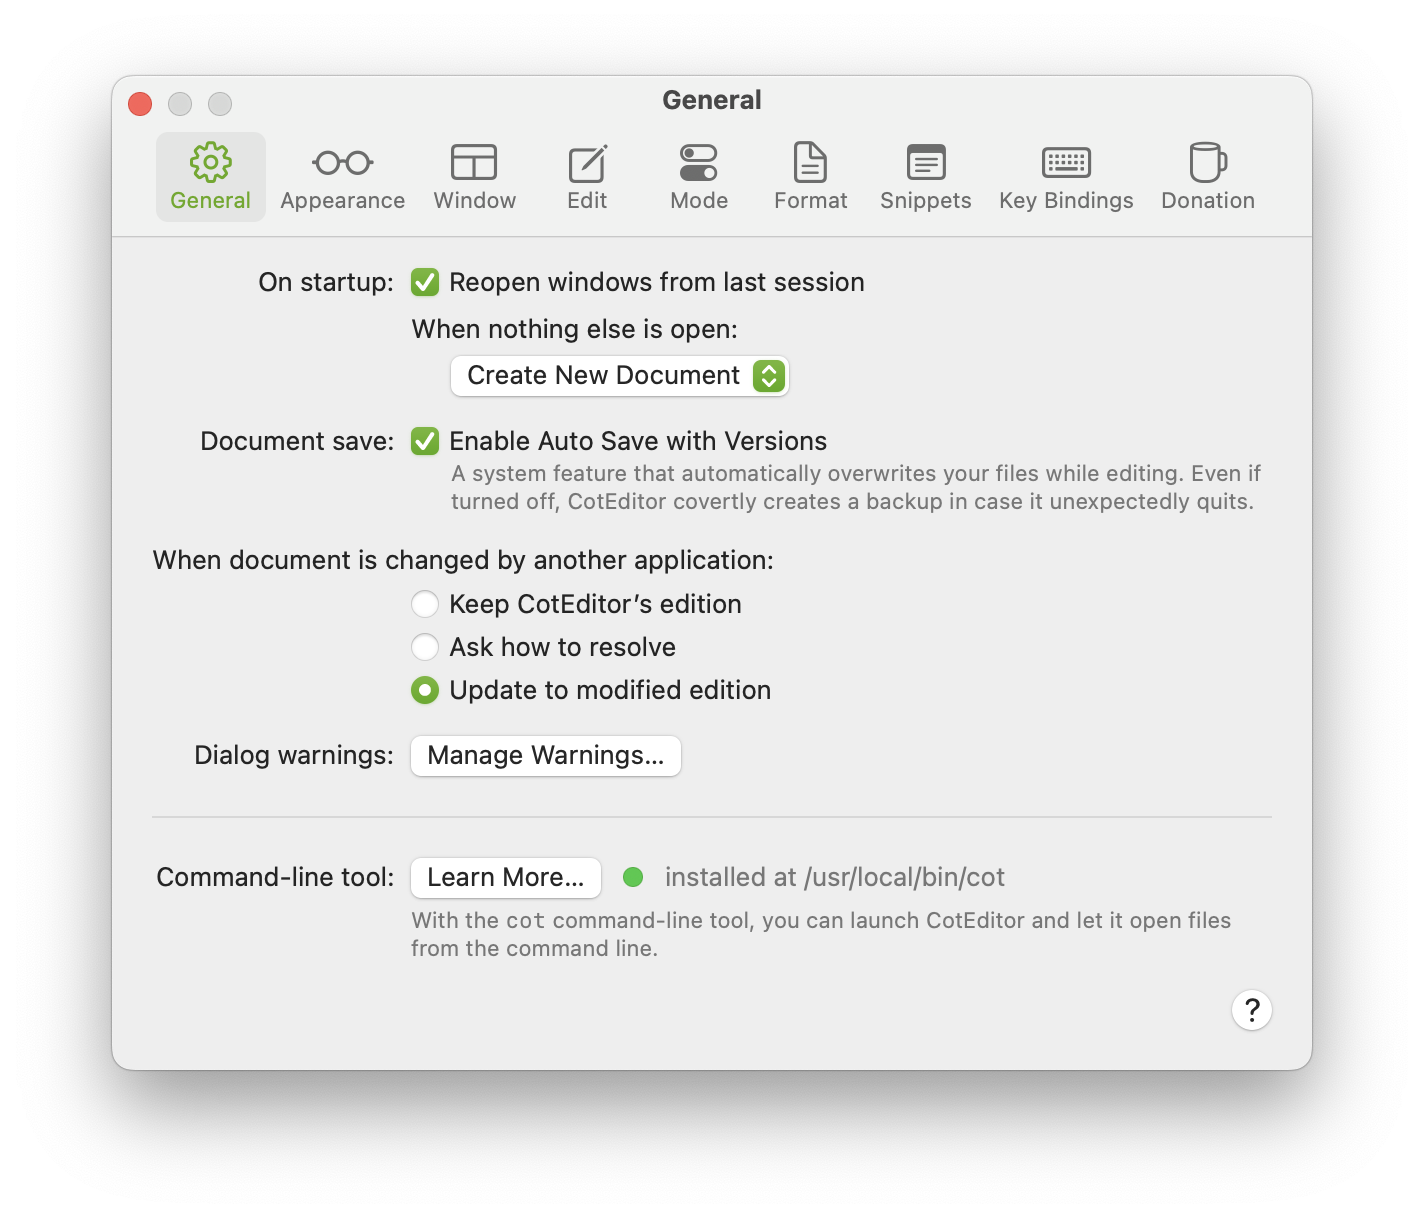 General
General
Appearance
Window
Edit
Mode
Format
Snippets
Key Bindings
Donation
On startup: Reopen windows from last session
When nothing else is open:
Create New Document
Document save: Enable Auto Save with Versions
A system feature that automatically overwrites your files while editing. Even if
turned off, CotEditor covertly creates a backup in case it unexpectedly quits.
When document is changed by another application:
Keep CotEditor’s edition
Ask how to resolve
Update to modified edition
Dialog warnings: Manage Warnings...
Command-line tool: Learn More... installed at /usr/local/bin/cot
With the cot command-line tool, you can launch CotEditor and let it open files
from the command line.
?